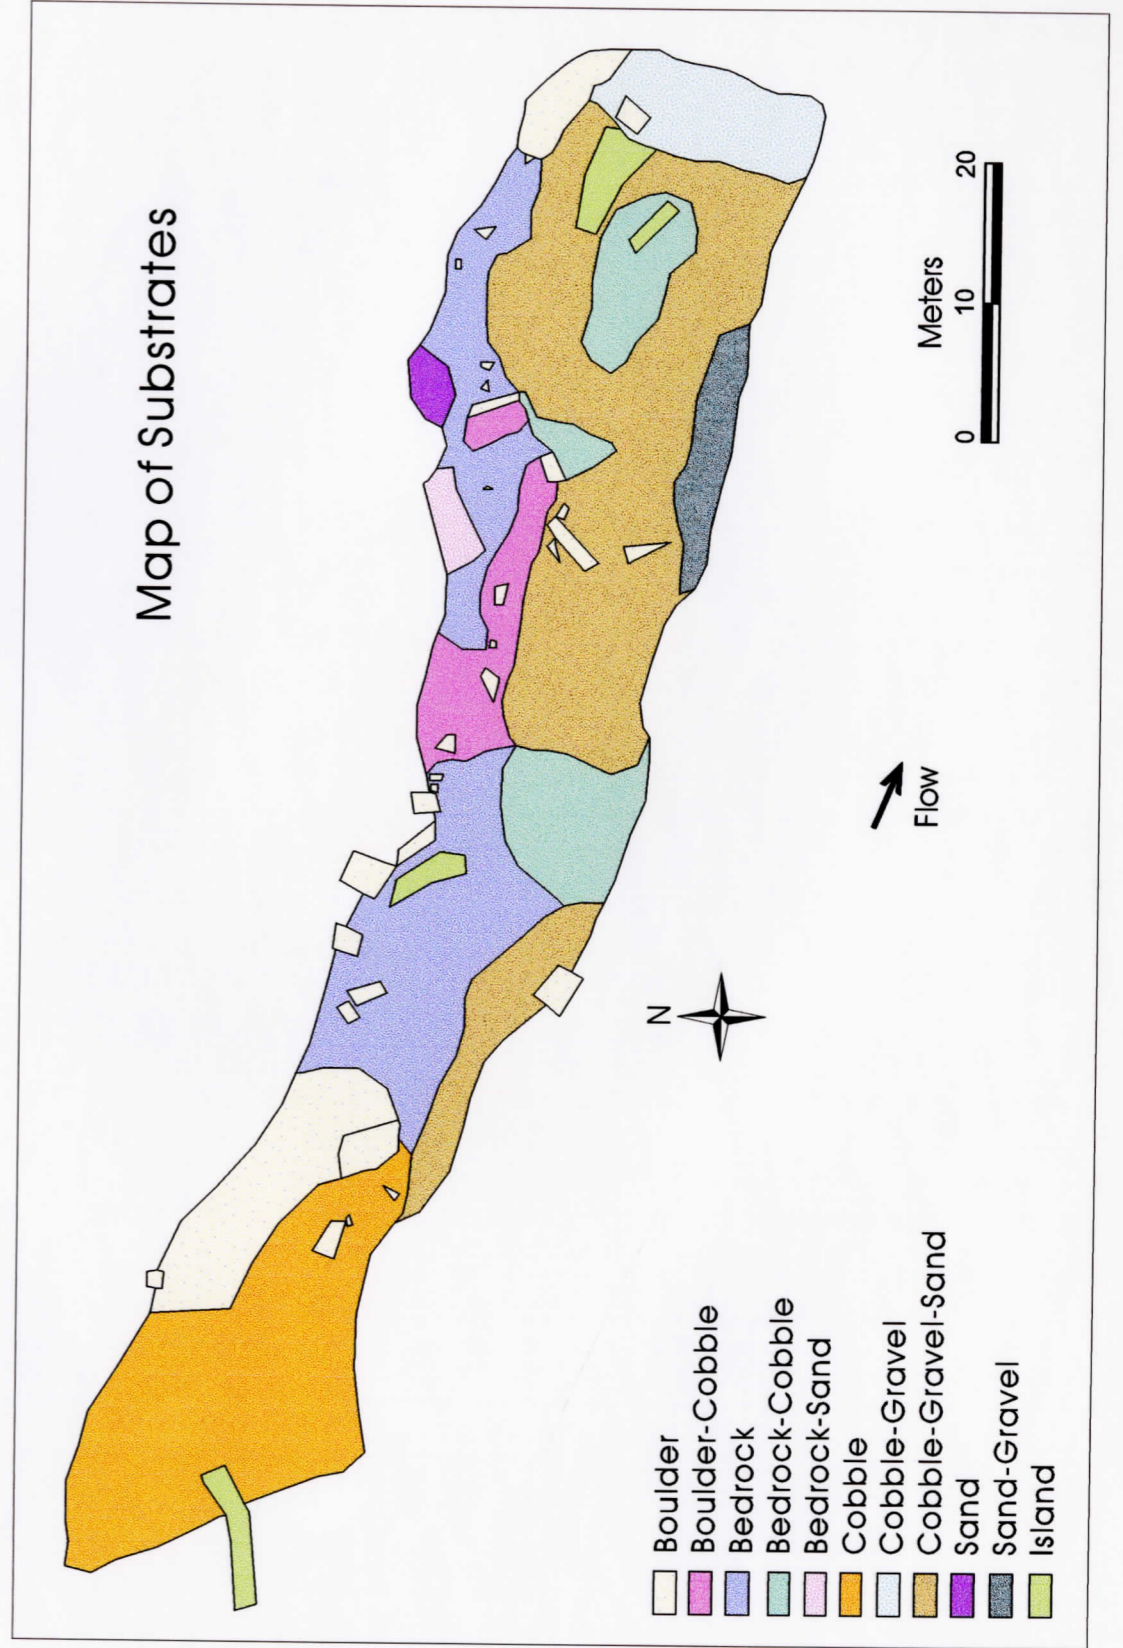 Map of Substrates
Meters
0 10 20
Flow
N
Boulder
Boulder-Cobble
Bedrock
Bedrock-Cobble
Bedrock-Sand
Cobble
Cobble-Gravel
Cobble-Gravel-Sand
Sand
Sand-Gravel
Island